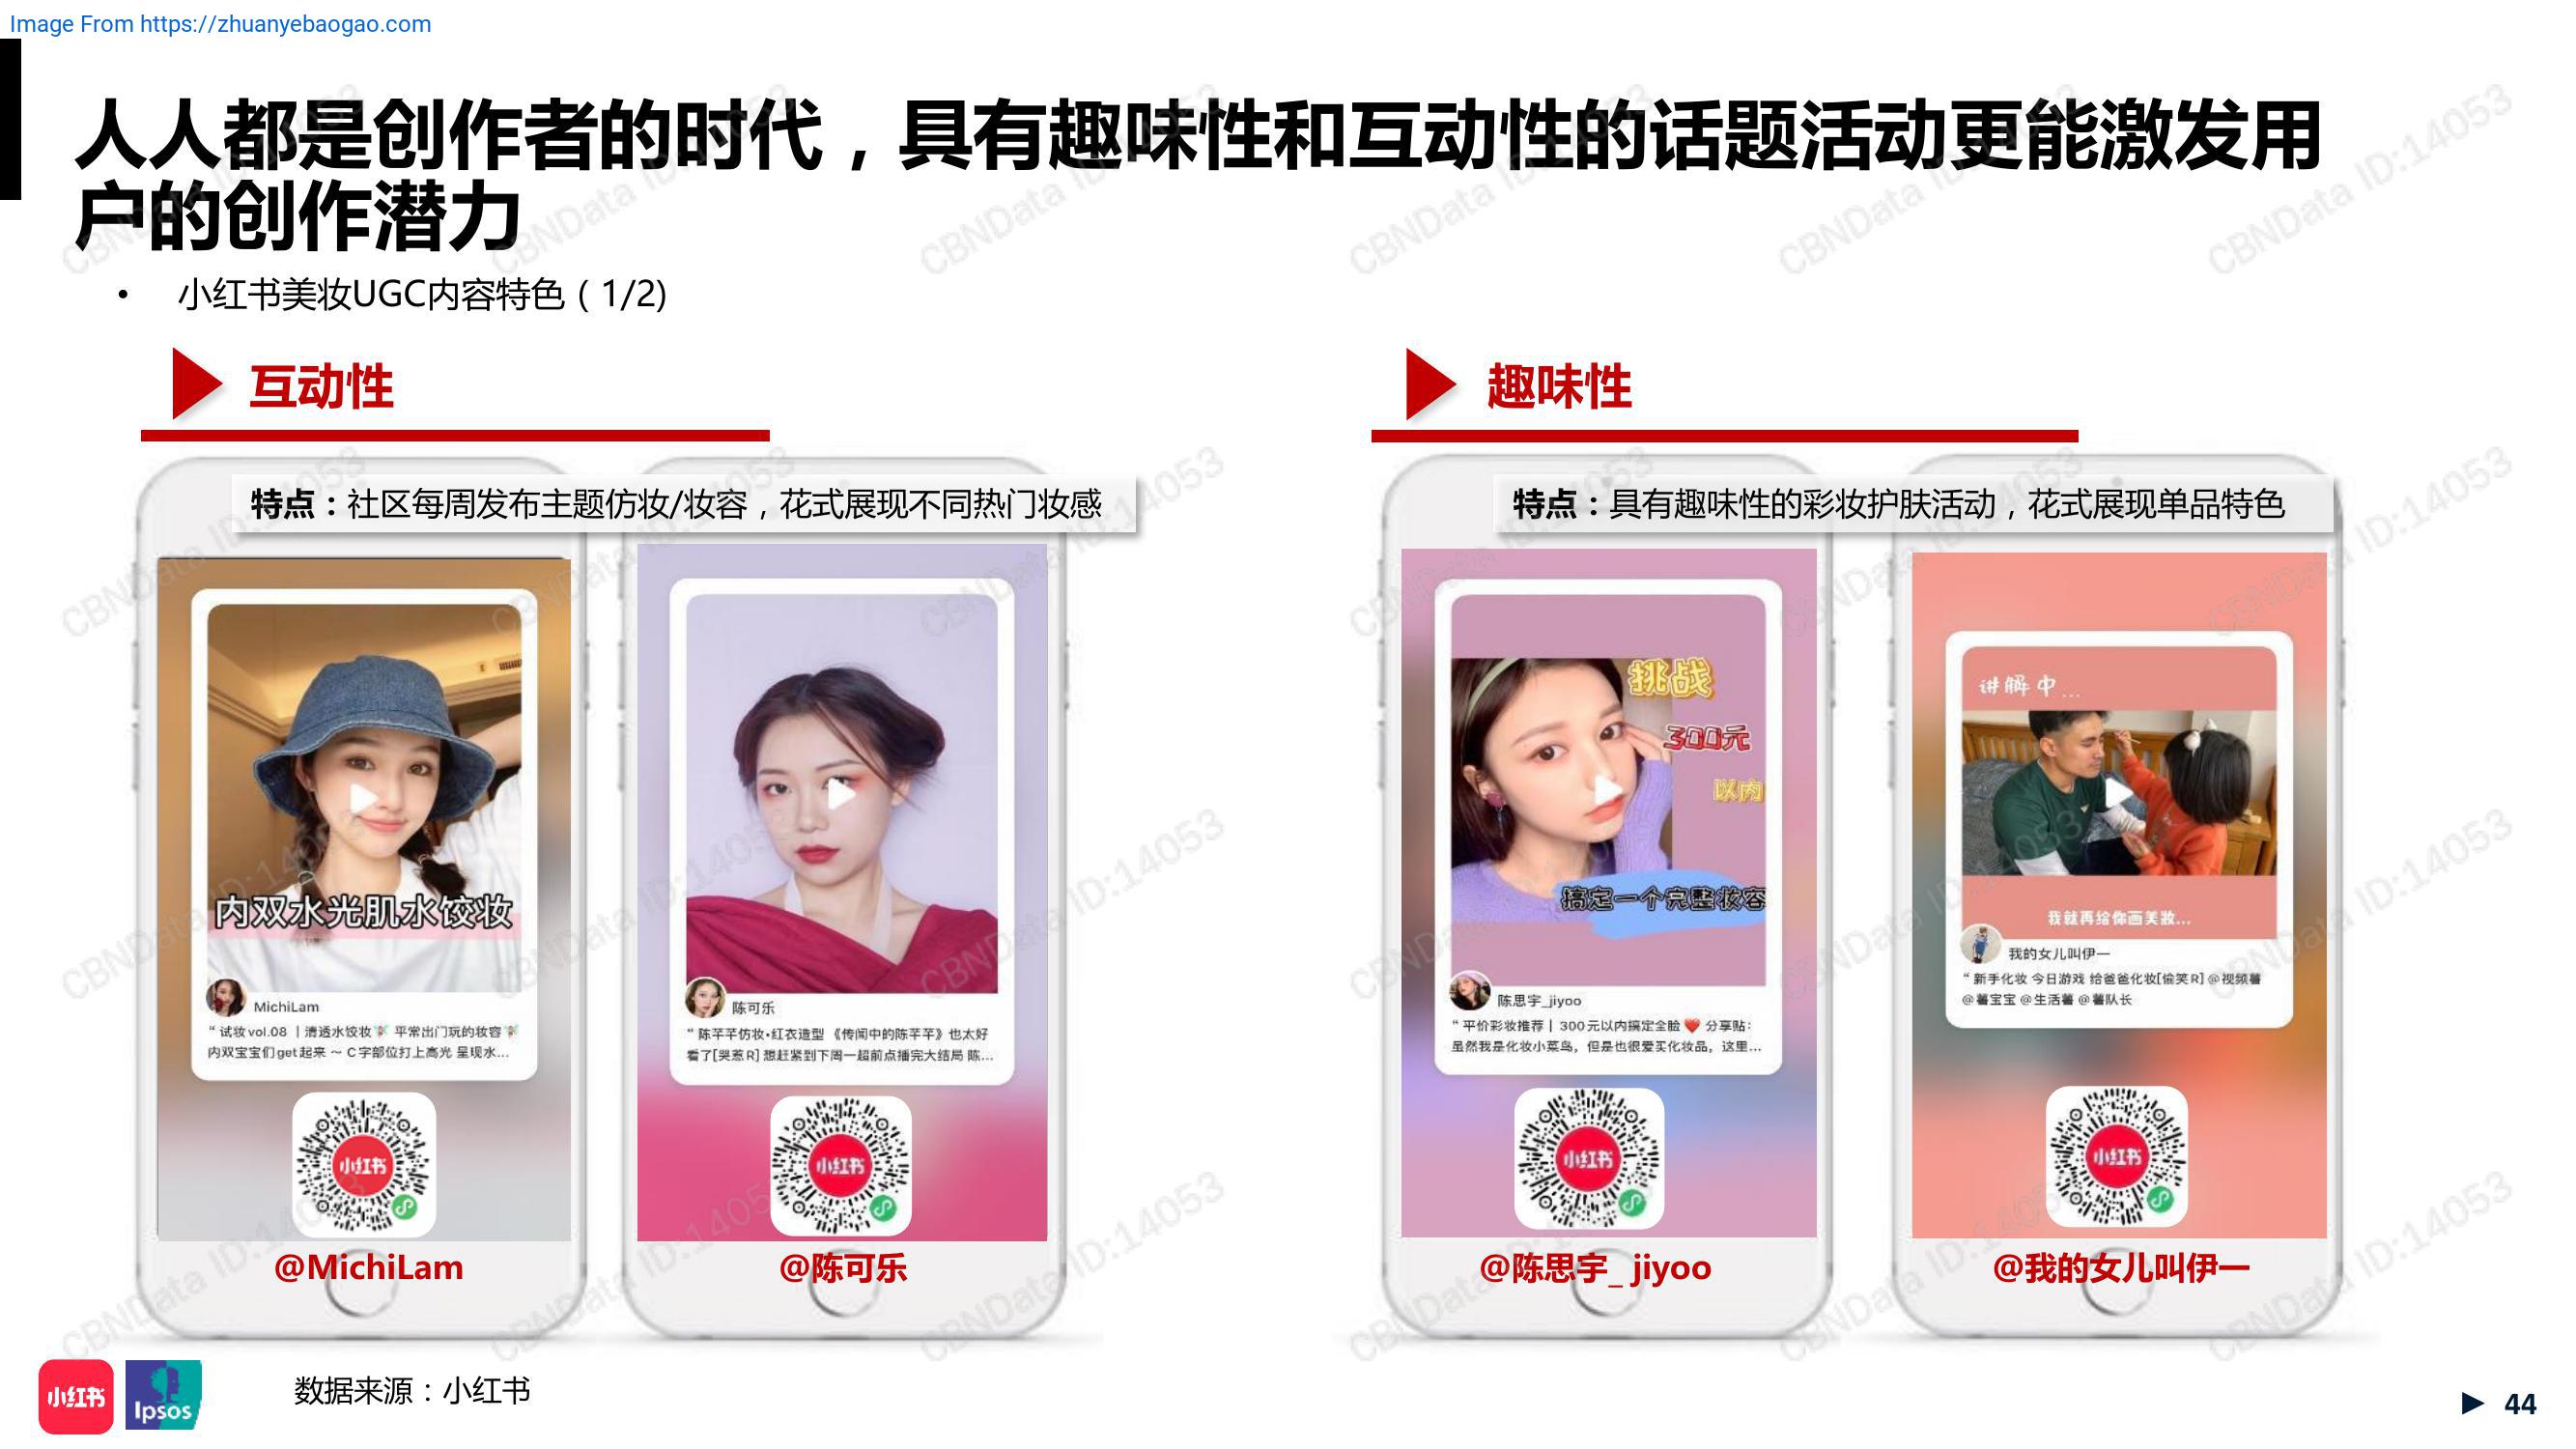 Image From https://zhuanyebaogao.com
人人都是创作者的时代，具有趣味性和互动性的话题活动更能激发用
户的创作潜力
• 小红书美妆UGC内容特色（1/2)
互动性
特点：社区每周发布主题仿妆/妆容，花式展现不同热门妆感
内双水光肌水饺妆
MichiLam
“ 试妆vol.08 丨清透水饺妆 平常出门玩的妆容
内双宝宝们get起来 ～ C字部位打上高光 呈现水...
小红书
@MichiLam
陈可乐
“ 陈芊芊仿妆•红衣造型 《传闻中的陈芊芊》也太好
看了[哭惹R] 想赶紧到下周一超前点播完大结局 陈...
小红书
@陈可乐
趣味性
特点：具有趣味性的彩妆护肤活动，花式展现单品特色
挑战
300元
以内
搞定一个完整妆容
陈思宇_jiyoo
“ 平价彩妆推荐丨300元以内搞定全脸 ❤️ 分享贴：
虽然我是化妆小菜鸟，但是也很爱买化妆品，这里...
小红书
@陈思宇_ jiyoo
讲解中...
我就再给你画美妆...
我的女儿叫伊一
“ 新手化妆 今日游戏 给爸爸化妆[偷笑R] @视频薯
@薯宝宝 @生活薯 @薯队长
小红书
@我的女儿叫伊一
小红书
Ipsos
数据来源：小红书
44
CBNData ID:14053